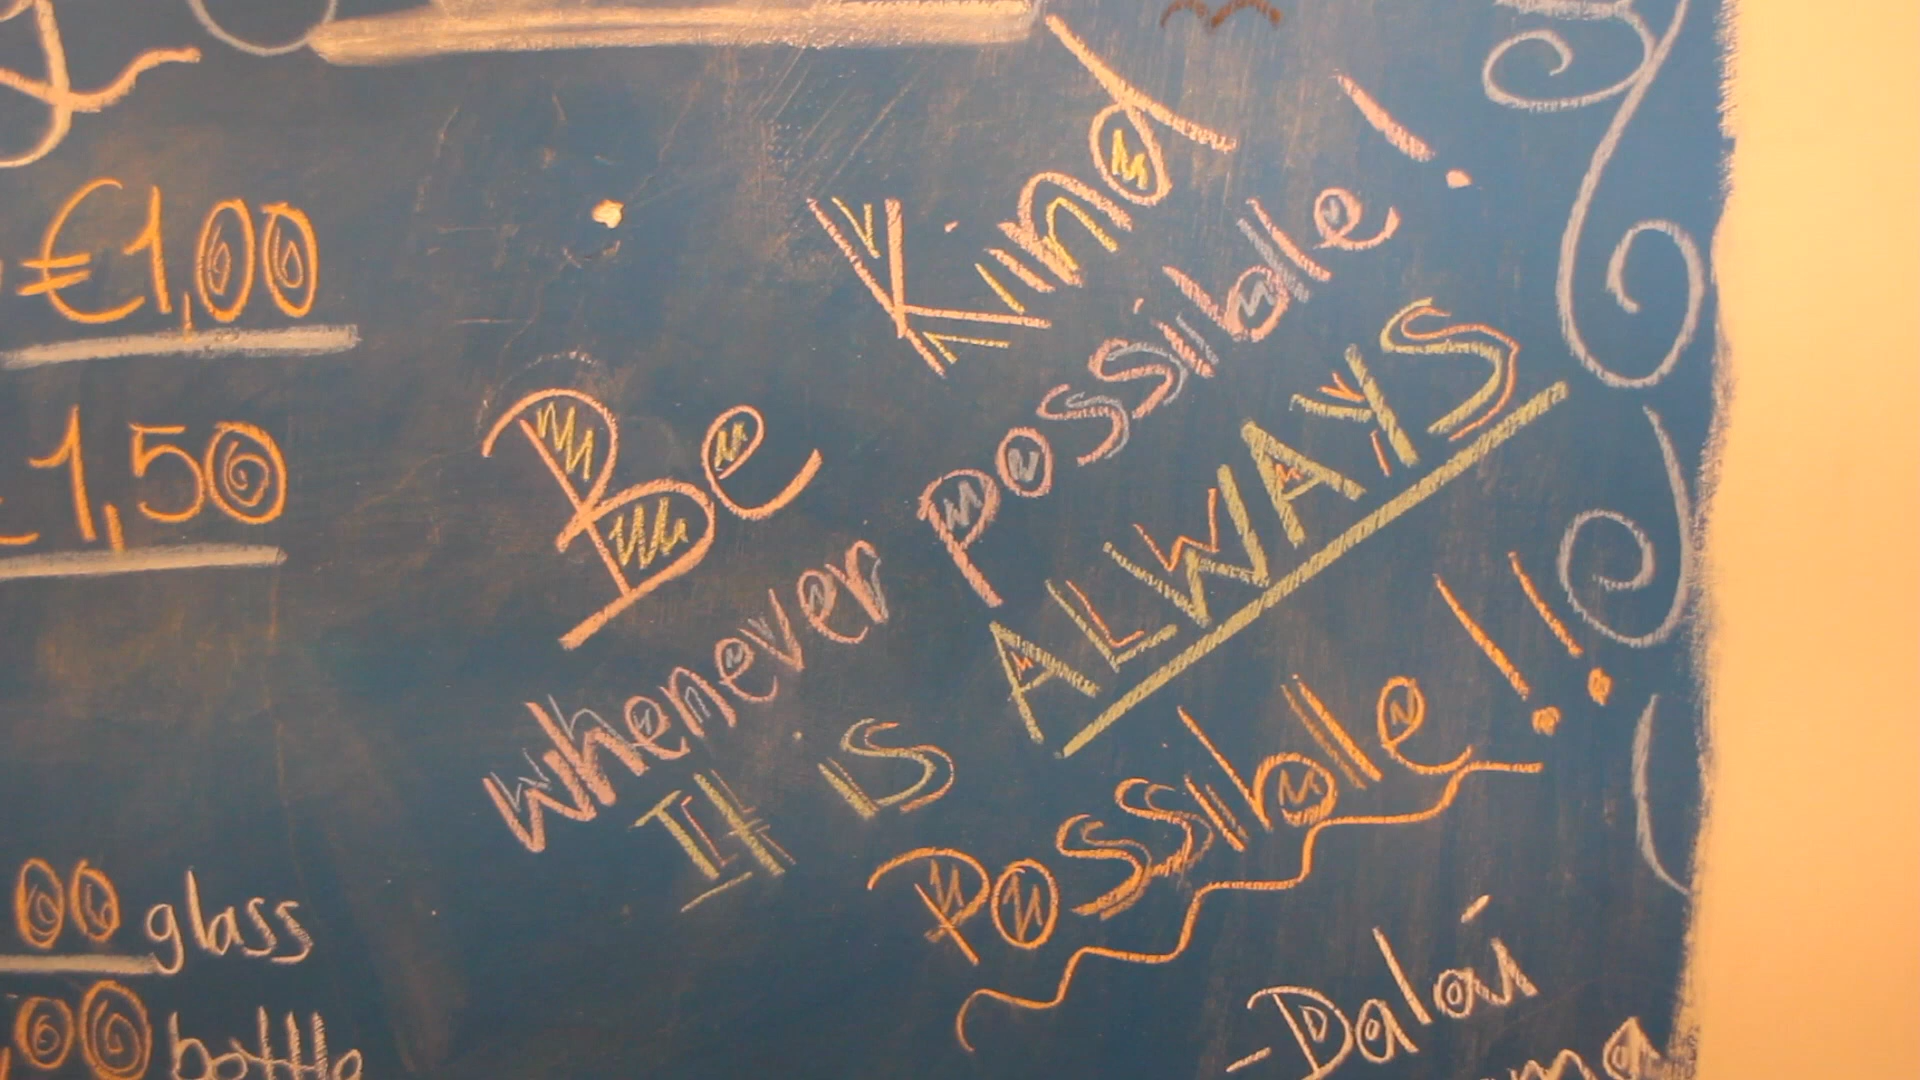 €1,00
1,50
00 glass
,00 bottle
Be Kind
whenever possible!
It is ALWAYS
Possible!!
-Dalai